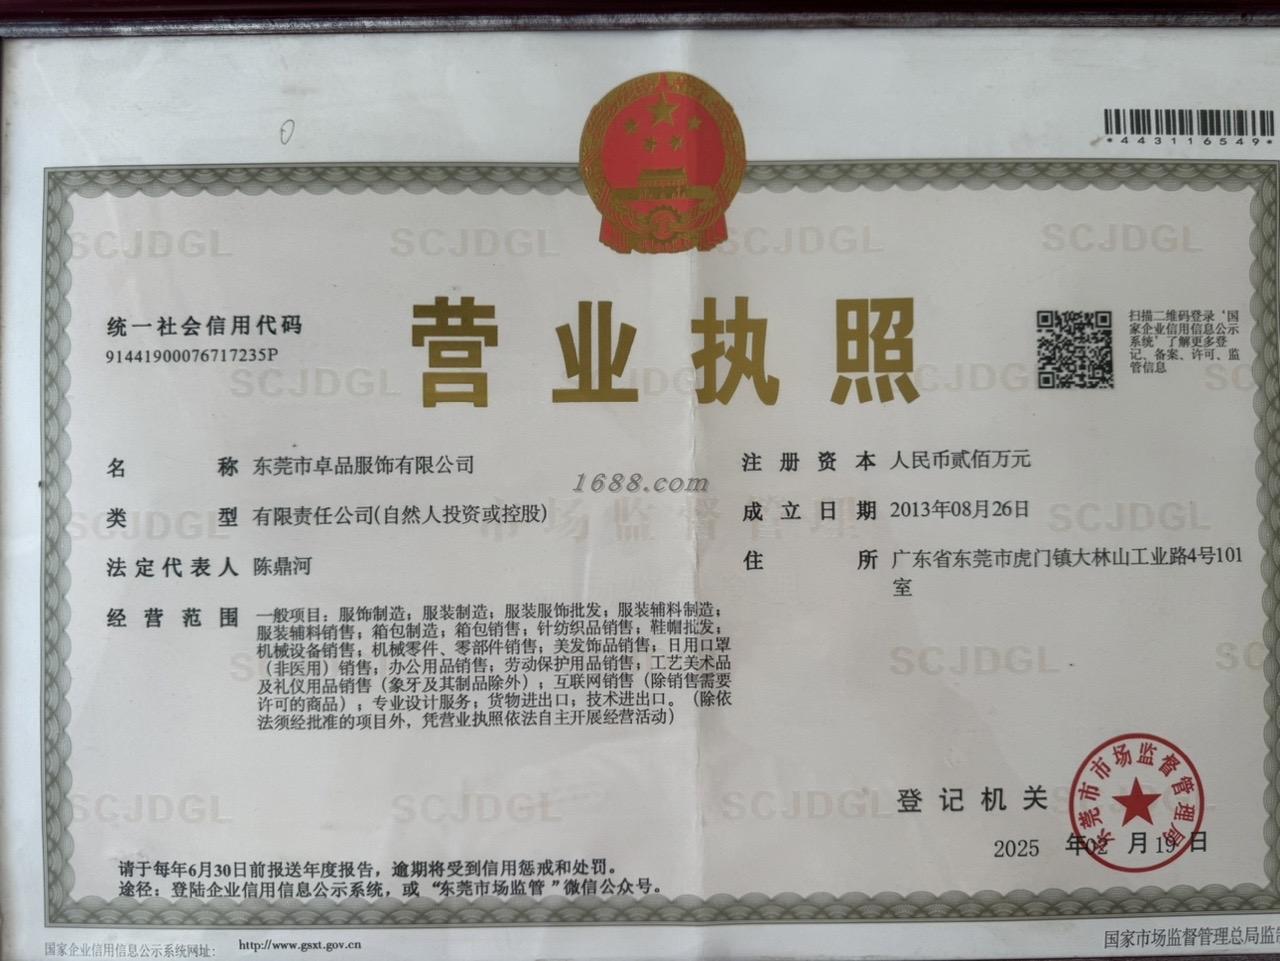 *443116549*
统一社会信用代码
91441900076717235P
营业执照
扫描二维码登录‘国
家企业信用信息公示
系统’了解更多登
记、备案、许可、监
管信息
名称 东莞市卓品服饰有限公司
类型 有限责任公司(自然人投资或控股)
法定代表人 陈鼎河
经营范围 一般项目：服饰制造；服装制造；服装服饰批发；服装辅料制造；
服装辅料销售；箱包制造；箱包销售；针纺织品销售；鞋帽批发；
机械设备销售；机械零件、零部件销售；美发饰品销售；日用口罩
（非医用）销售；办公用品销售；劳动保护用品销售；工艺美术品
及礼仪用品销售（象牙及其制品除外）；互联网销售（除销售需要
许可的商品）；专业设计服务；货物进出口；技术进出口。（除依
法须经批准的项目外，凭营业执照依法自主开展经营活动）
注册资本 人民币贰佰万元
成立日期 2013年08月26日
住所 广东省东莞市虎门镇大林山工业路4号101
室
1688.com
市场监督管理
SCJDGL
登记机关
东莞市市场监督管理局
2025 年02 月19日
请于每年6月30日前报送年度报告，逾期将受到信用惩戒和处罚。
途径：登陆企业信用信息公示系统，或“东莞市场监管”微信公众号。
国家企业信用信息公示系统网址： http://www.gsxt.gov.cn
国家市场监督管理总局监制